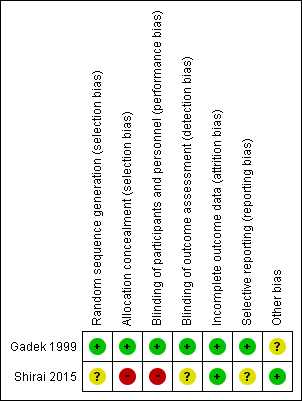 Random sequence generation (selection bias)
Allocation concealment (selection bias)
Blinding of participants and personnel (performance bias)
Blinding of outcome assessment (detection bias)
Incomplete outcome data (attrition bias)
Selective reporting (reporting bias)
Other bias
Gadek 1999 + + + + + + ?
Shirai 2015 ? - - ? + ? +